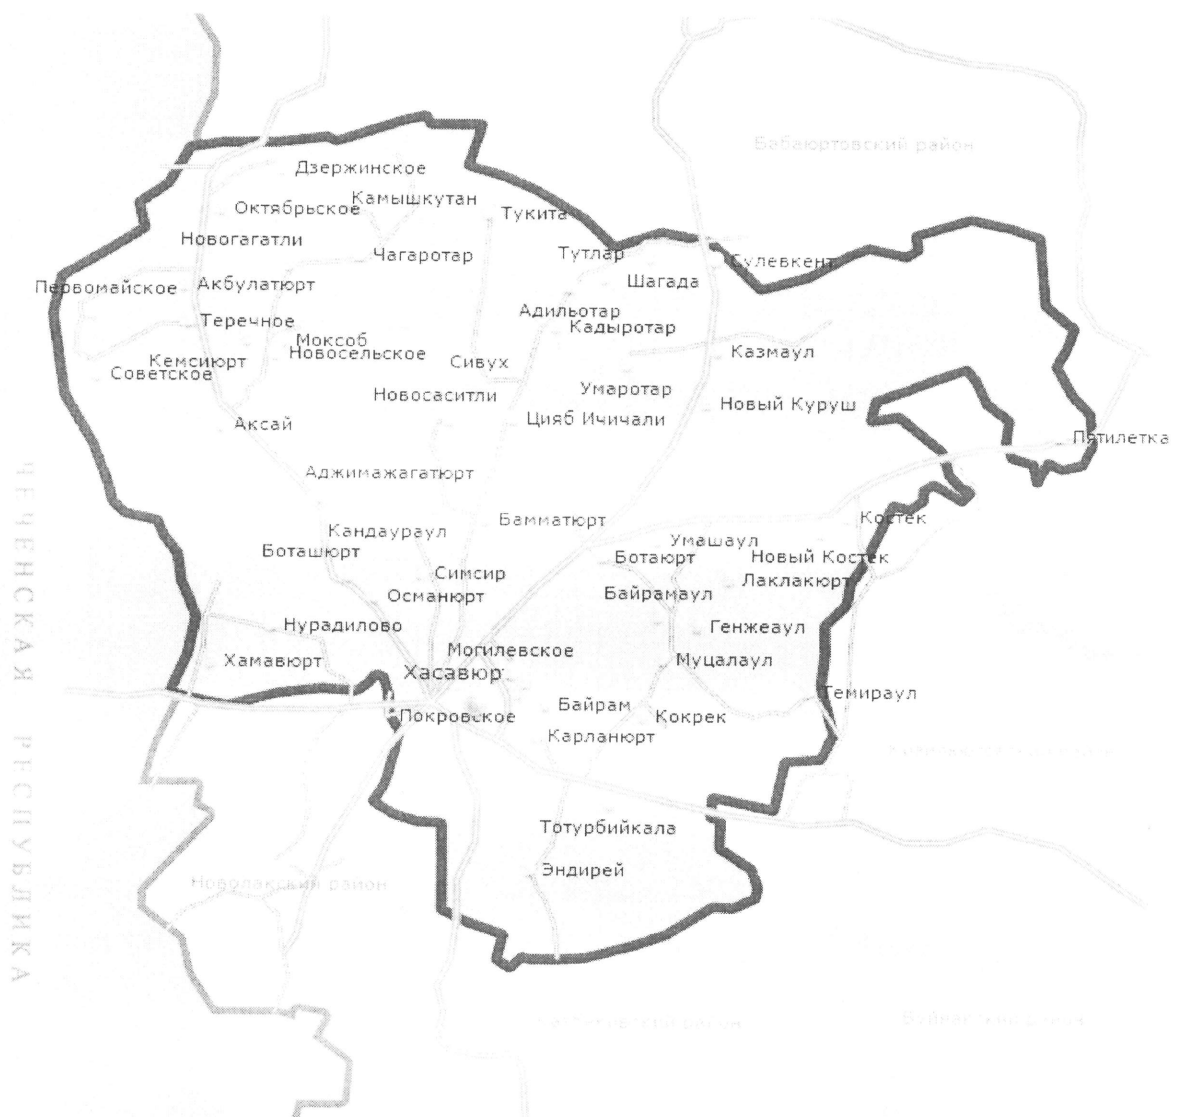 Бабаюртовский район
Дзержинское
Камышкутан
Октябрьское
Тукита
Новогагатли
Чагаротар
Тутлар
Сулевкент
Шагада
Первомайское
Акбулатюрт
Адильотар
Теречное
Кадыротар
Моксоб
Новосельское
Казмаул
Кемсиюрт
Сивух
Советское
Умаротар
Новосаситли
Новый Куруш
Цияб Ичичали
Аксай
Пятилетка
Аджимажагатюрт
Бамматюрт
Костек
Кандаураул
Умашаул
Боташюрт
Ботаюрт
Новый Костек
Симсир
Лаклакюрт
Османюрт
Байрамаул
Нурадилово
Генжеаул
Могилевское
Хамавюрт
Муцалаул
Хасавюр
Темираул
Байрам
Покровское
Кокрек
Карланюрт
Тотурбийкала
Эндирей
Новолакский район
ЧЕЧЕНСКАЯ РЕСПУБЛИКА